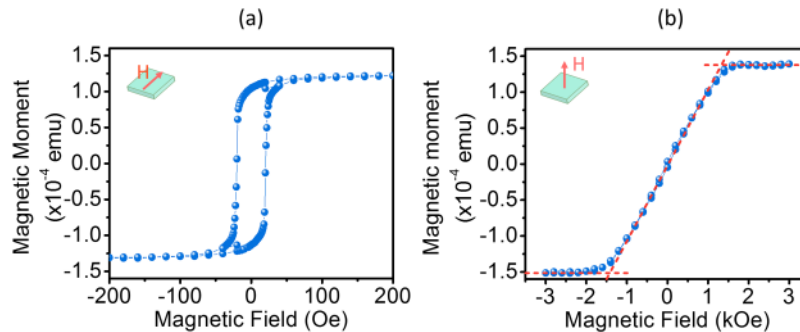 (a)
H
Magnetic Moment
(x10⁻⁴ emu)
1.5
1.0
0.5
0.0
-0.5
-1.0
-1.5
-200 -100 0 100 200
Magnetic Field (Oe)
(b)
H
Magnetic moment
(x10⁻⁴ emu)
1.5
1.0
0.5
0.0
-0.5
-1.0
-1.5
-3 -2 -1 0 1 2 3
Magnetic Field (kOe)